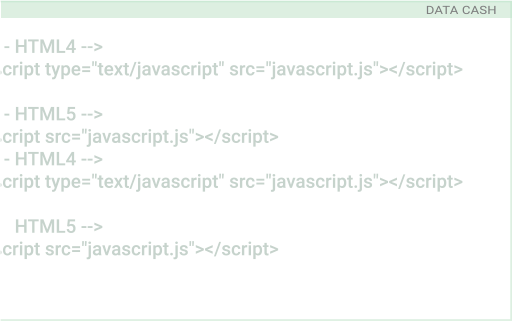 DATA CASH
- HTML4 -->
cript type="text/javascript" src="javascript.js"></script>
- HTML5 -->
cript src="javascript.js"></script>
- HTML4 -->
cript type="text/javascript" src="javascript.js"></script>
HTML5 -->
cript src="javascript.js"></script>